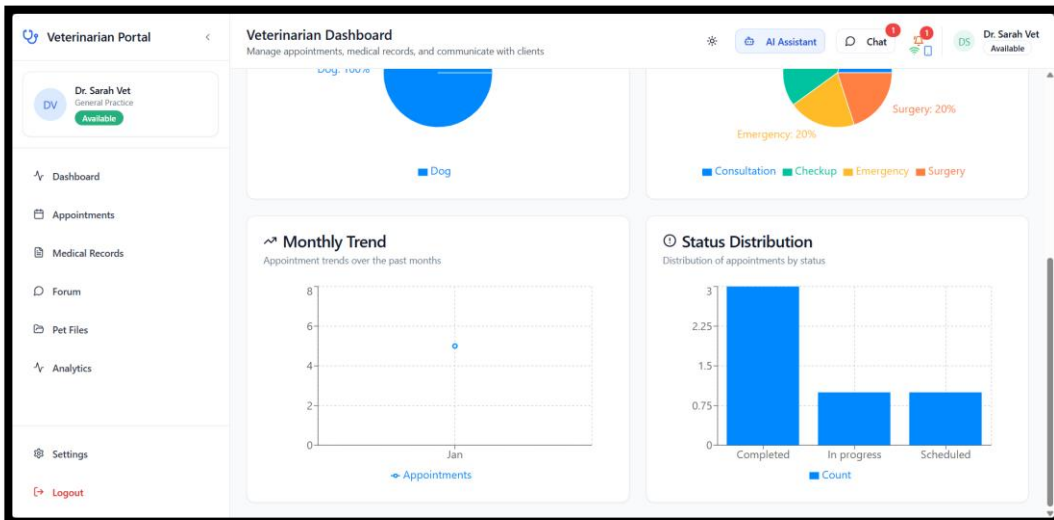 Veterinarian Portal
Veterinarian Dashboard
Manage appointments, medical records, and communicate with clients
AI Assistant
Chat
1
1
DS
Dr. Sarah Vet
Available
DV
Dr. Sarah Vet
General Practice
Available
Dashboard
Appointments
Medical Records
Forum
Pet Files
Analytics
Settings
Logout
Dog: 100%
Dog
Surgery: 20%
Emergency: 20%
Consultation Checkup Emergency Surgery
Monthly Trend
Appointment trends over the past months
8
6
4
2
0
Jan
Appointments
Status Distribution
Distribution of appointments by status
3
2.25
1.5
0.75
0
Completed In progress Scheduled
Count